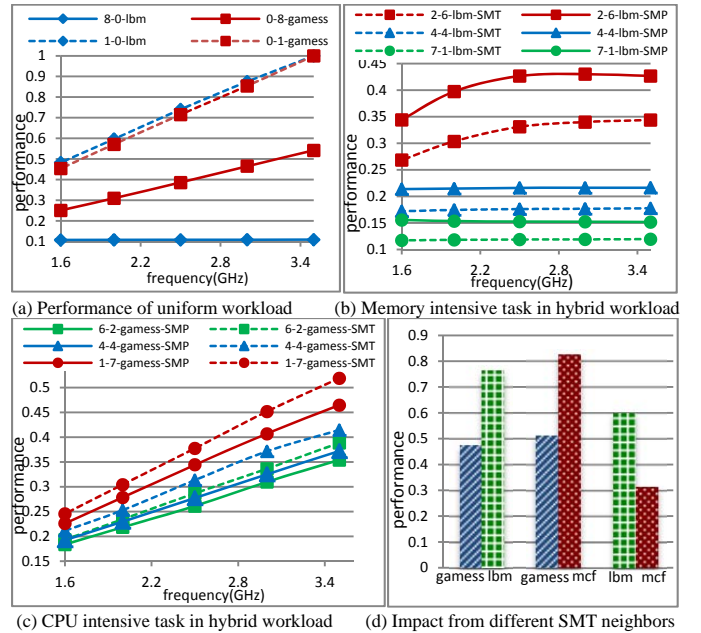 8-0-lbm 0-8-gamess
1-0-lbm 0-1-gamess
1
0.9
0.8
0.7
0.6
0.5
0.4
0.3
0.2
0.1
performance
1.6 2.2 2.8 3.4
frequency(GHz)
(a) Performance of uniform workload
2-6-lbm-SMT 2-6-lbm-SMP
4-4-lbm-SMT 4-4-lbm-SMP
7-1-lbm-SMT 7-1-lbm-SMP
0.45
0.4
0.35
0.3
0.25
0.2
0.15
0.1
performance
1.6 2.2 2.8 3.4
frequency(GHz)
(b) Memory intensive task in hybrid workload
6-2-gamess-SMP 6-2-gamess-SMT
4-4-gamess-SMP 4-4-gamess-SMT
1-7-gamess-SMP 1-7-gamess-SMT
0.5
0.45
0.4
0.35
0.3
0.25
0.2
0.15
performance
1.6 2.2 2.8 3.4
frequency(GHz)
(c) CPU intensive task in hybrid workload
0.9
0.8
0.7
0.6
0.5
0.4
0.3
0.2
0.1
0
performance
gamess lbm gamess mcf lbm mcf
(d) Impact from different SMT neighbors